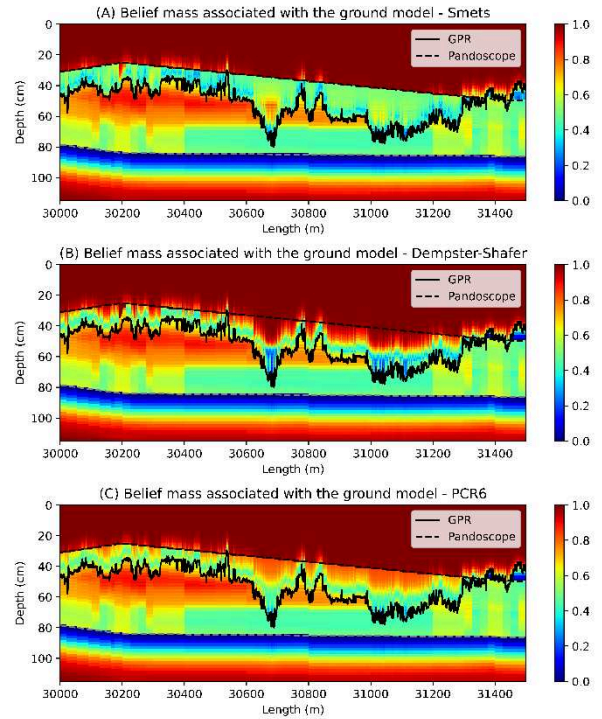 (A) Belief mass associated with the ground model - Smets
0
20
40
60
80
100
Depth (cm)
GPR
Pandoscope
30000 30200 30400 30600 30800 31000 31200 31400
Length (m)
1.0
0.8
0.6
0.4
0.2
0.0
(B) Belief mass associated with the ground model - Dempster-Shafer
0
20
40
60
80
100
Depth (cm)
GPR
Pandoscope
30000 30200 30400 30600 30800 31000 31200 31400
Length (m)
1.0
0.8
0.6
0.4
0.2
0.0
(C) Belief mass associated with the ground model - PCR6
0
20
40
60
80
100
Depth (cm)
GPR
Pandoscope
30000 30200 30400 30600 30800 31000 31200 31400
Length (m)
1.0
0.8
0.6
0.4
0.2
0.0